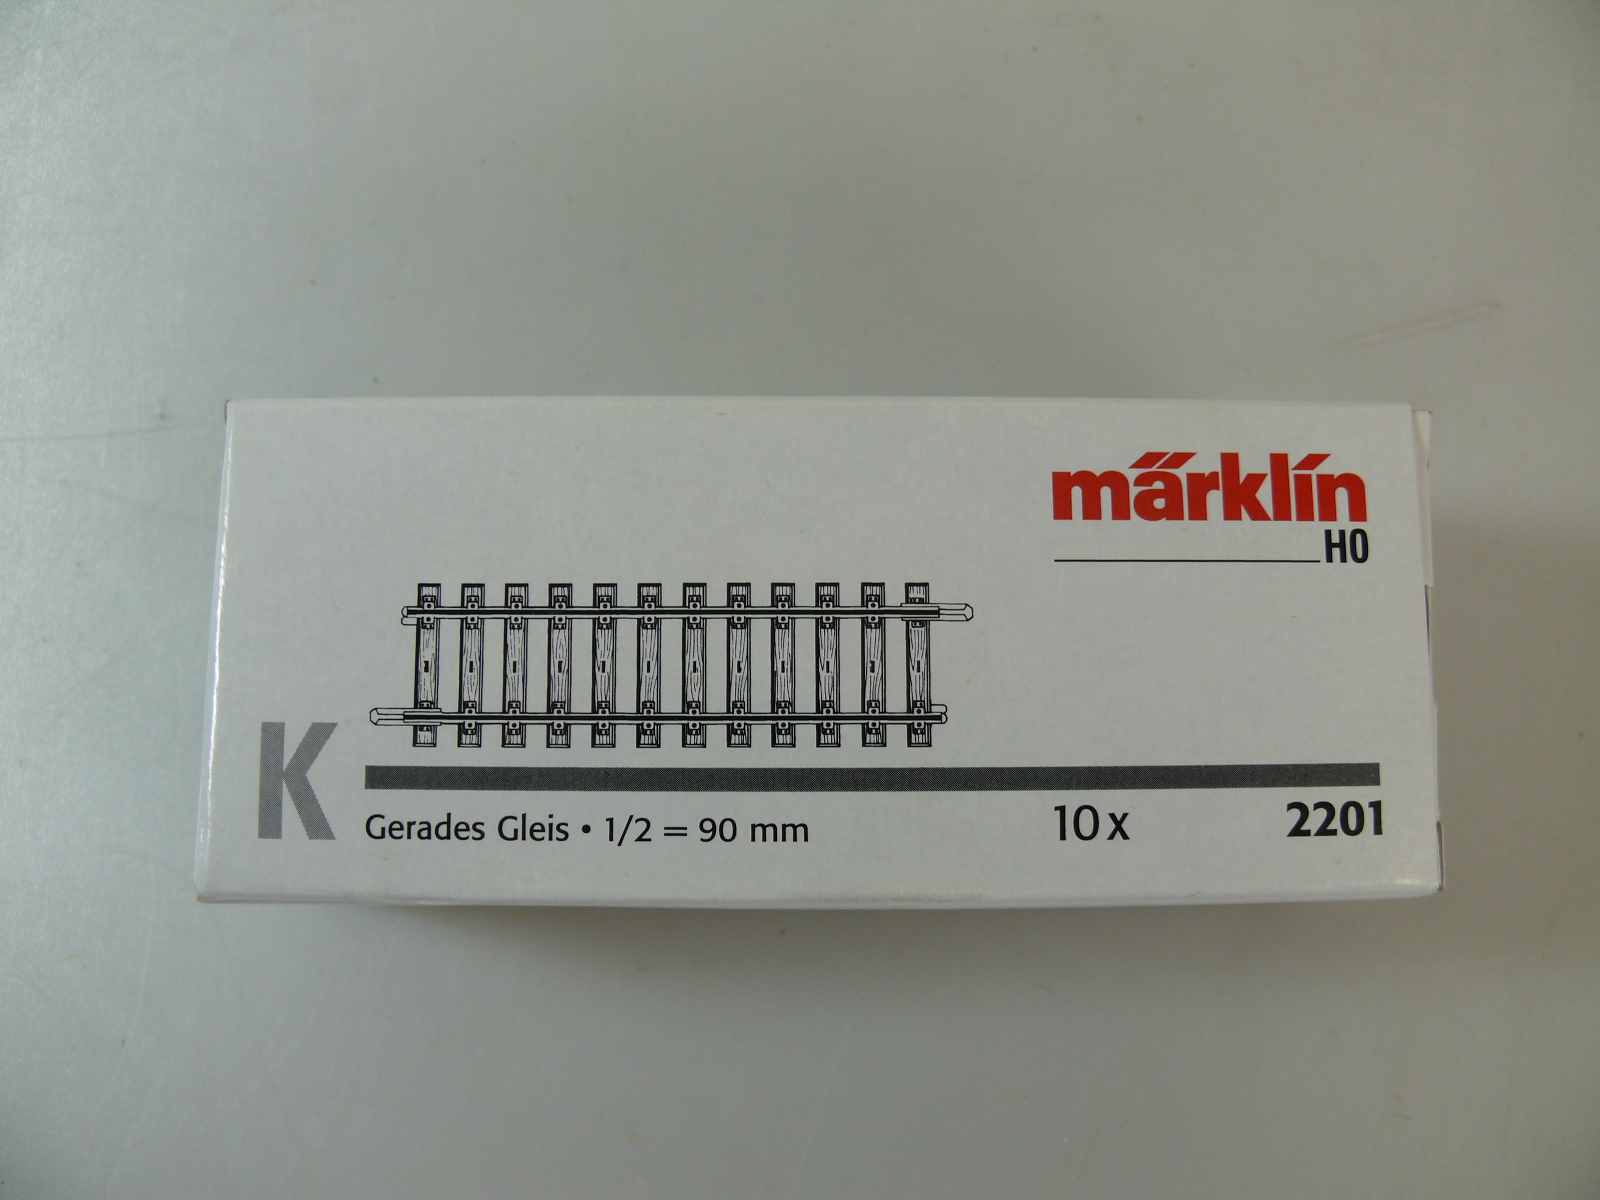 märklin
H0
K
Gerades Gleis • 1/2 = 90 mm 10 x 2201